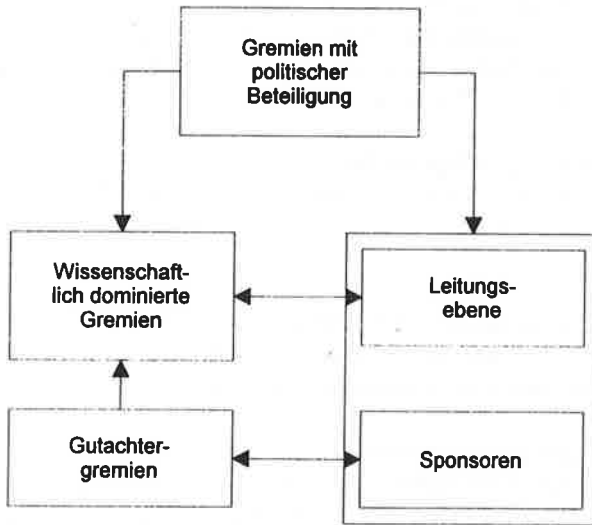 Gremien mit
politischer
Beteiligung
Wissenschaft-
lich dominierte
Gremien
Leitungs-
ebene
Gutachter-
gremien
Sponsoren